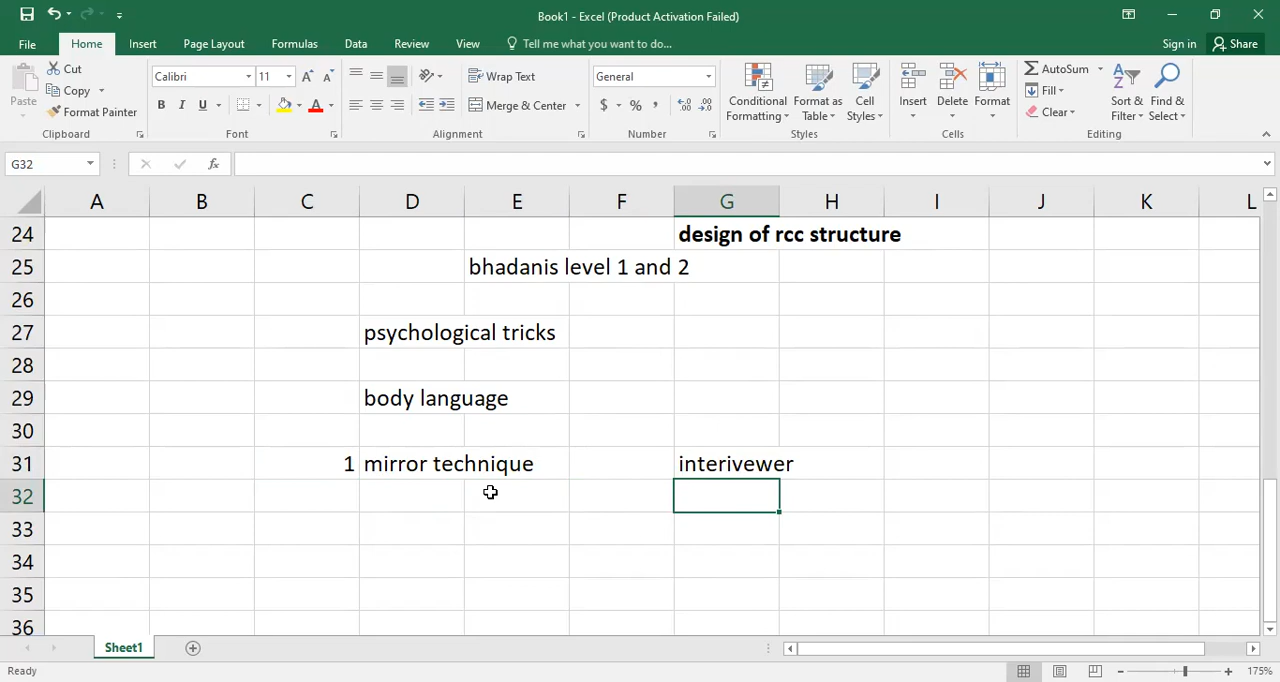 Book1 - Excel (Product Activation Failed)
File Home Insert Page Layout Formulas Data Review View Tell me what you want to do... Sign in Share
Paste Cut Copy Format Painter
Calibri 11 B I U A
Wrap Text Merge & Center
General $ % ,
Conditional Formatting Format as Table Cell Styles
Insert Delete Format
AutoSum Fill Clear Sort & Filter Find & Select
Clipboard Font Alignment Number Styles Cells Editing
G32 fx
A B C D E F G H I J K L
24 design of rcc structure
25 bhadanis level 1 and 2
26
27 psychological tricks
28
29 body language
30
31 1 mirror technique interivewer
32
33
34
35
36
Sheet1
Ready 175%